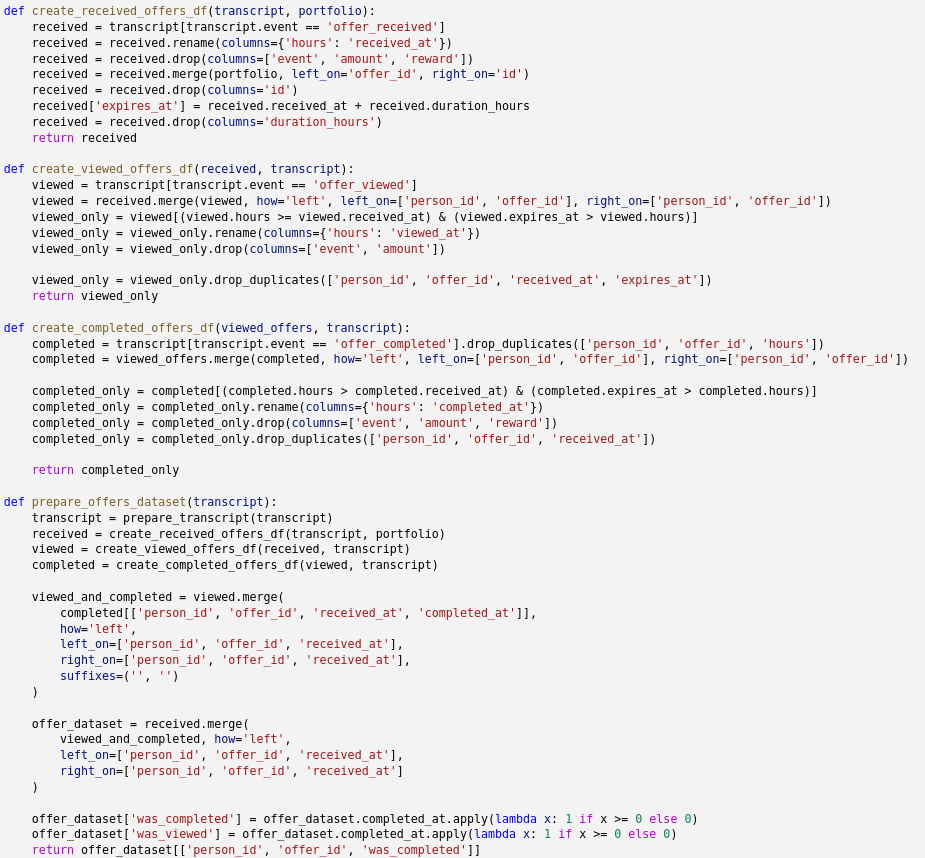 def create_received_offers_df(transcript, portfolio):
    received = transcript[transcript.event == 'offer_received']
    received = received.rename(columns={'hours': 'received_at'})
    received = received.drop(columns=['event', 'amount', 'reward'])
    received = received.merge(portfolio, left_on='offer_id', right_on='id')
    received = received.drop(columns='id')
    received['expires_at'] = received.received_at + received.duration_hours
    received = received.drop(columns='duration_hours')
    return received

def create_viewed_offers_df(received, transcript):
    viewed = transcript[transcript.event == 'offer_viewed']
    viewed = received.merge(viewed, how='left', left_on=['person_id', 'offer_id'], right_on=['person_id', 'offer_id'])
    viewed_only = viewed[(viewed.hours >= viewed.received_at) & (viewed.expires_at > viewed.hours)]
    viewed_only = viewed_only.rename(columns={'hours': 'viewed_at'})
    viewed_only = viewed_only.drop(columns=['event', 'amount'])

    viewed_only = viewed_only.drop_duplicates(['person_id', 'offer_id', 'received_at', 'expires_at'])
    return viewed_only

def create_completed_offers_df(viewed_offers, transcript):
    completed = transcript[transcript.event == 'offer_completed'].drop_duplicates(['person_id', 'offer_id', 'hours'])
    completed = viewed_offers.merge(completed, how='left', left_on=['person_id', 'offer_id'], right_on=['person_id', 'offer_id'])

    completed_only = completed[(completed.hours > completed.received_at) & (completed.expires_at > completed.hours)]
    completed_only = completed_only.rename(columns={'hours': 'completed_at'})
    completed_only = completed_only.drop(columns=['event', 'amount', 'reward'])
    completed_only = completed_only.drop_duplicates(['person_id', 'offer_id', 'received_at'])

    return completed_only

def prepare_offers_dataset(transcript):
    transcript = prepare_transcript(transcript)
    received = create_received_offers_df(transcript, portfolio)
    viewed = create_viewed_offers_df(received, transcript)
    completed = create_completed_offers_df(viewed, transcript)

    viewed_and_completed = viewed.merge(
        completed[['person_id', 'offer_id', 'received_at', 'completed_at']],
        how='left',
        left_on=['person_id', 'offer_id', 'received_at'],
        right_on=['person_id', 'offer_id', 'received_at'],
        suffixes=('', '')
    )

    offer_dataset = received.merge(
        viewed_and_completed, how='left',
        left_on=['person_id', 'offer_id', 'received_at'],
        right_on=['person_id', 'offer_id', 'received_at']
    )

    offer_dataset['was_completed'] = offer_dataset.completed_at.apply(lambda x: 1 if x >= 0 else 0)
    offer_dataset['was_viewed'] = offer_dataset.completed_at.apply(lambda x: 1 if x >= 0 else 0)
    return offer_dataset[['person_id', 'offer_id', 'was_completed']]